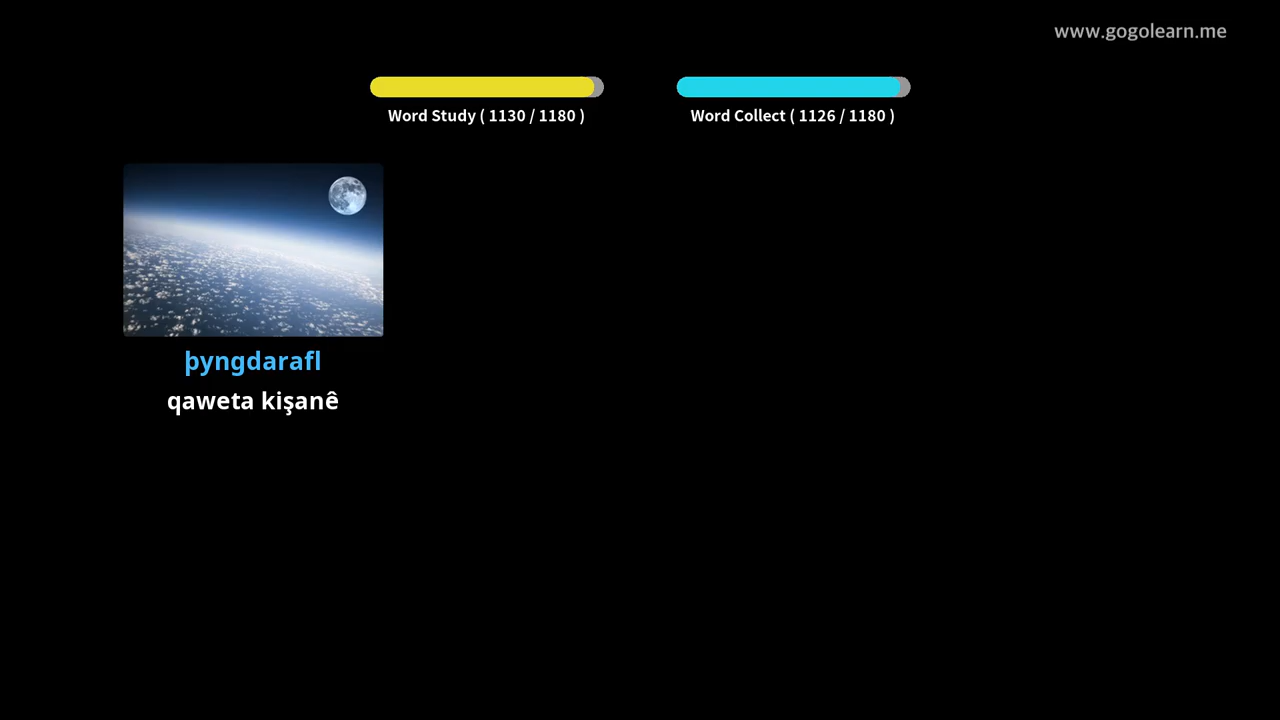 www.gogolearn.me
Word Study ( 1130 / 1180 )
Word Collect ( 1126 / 1180 )
þyngdarafl
qaweta kişanê